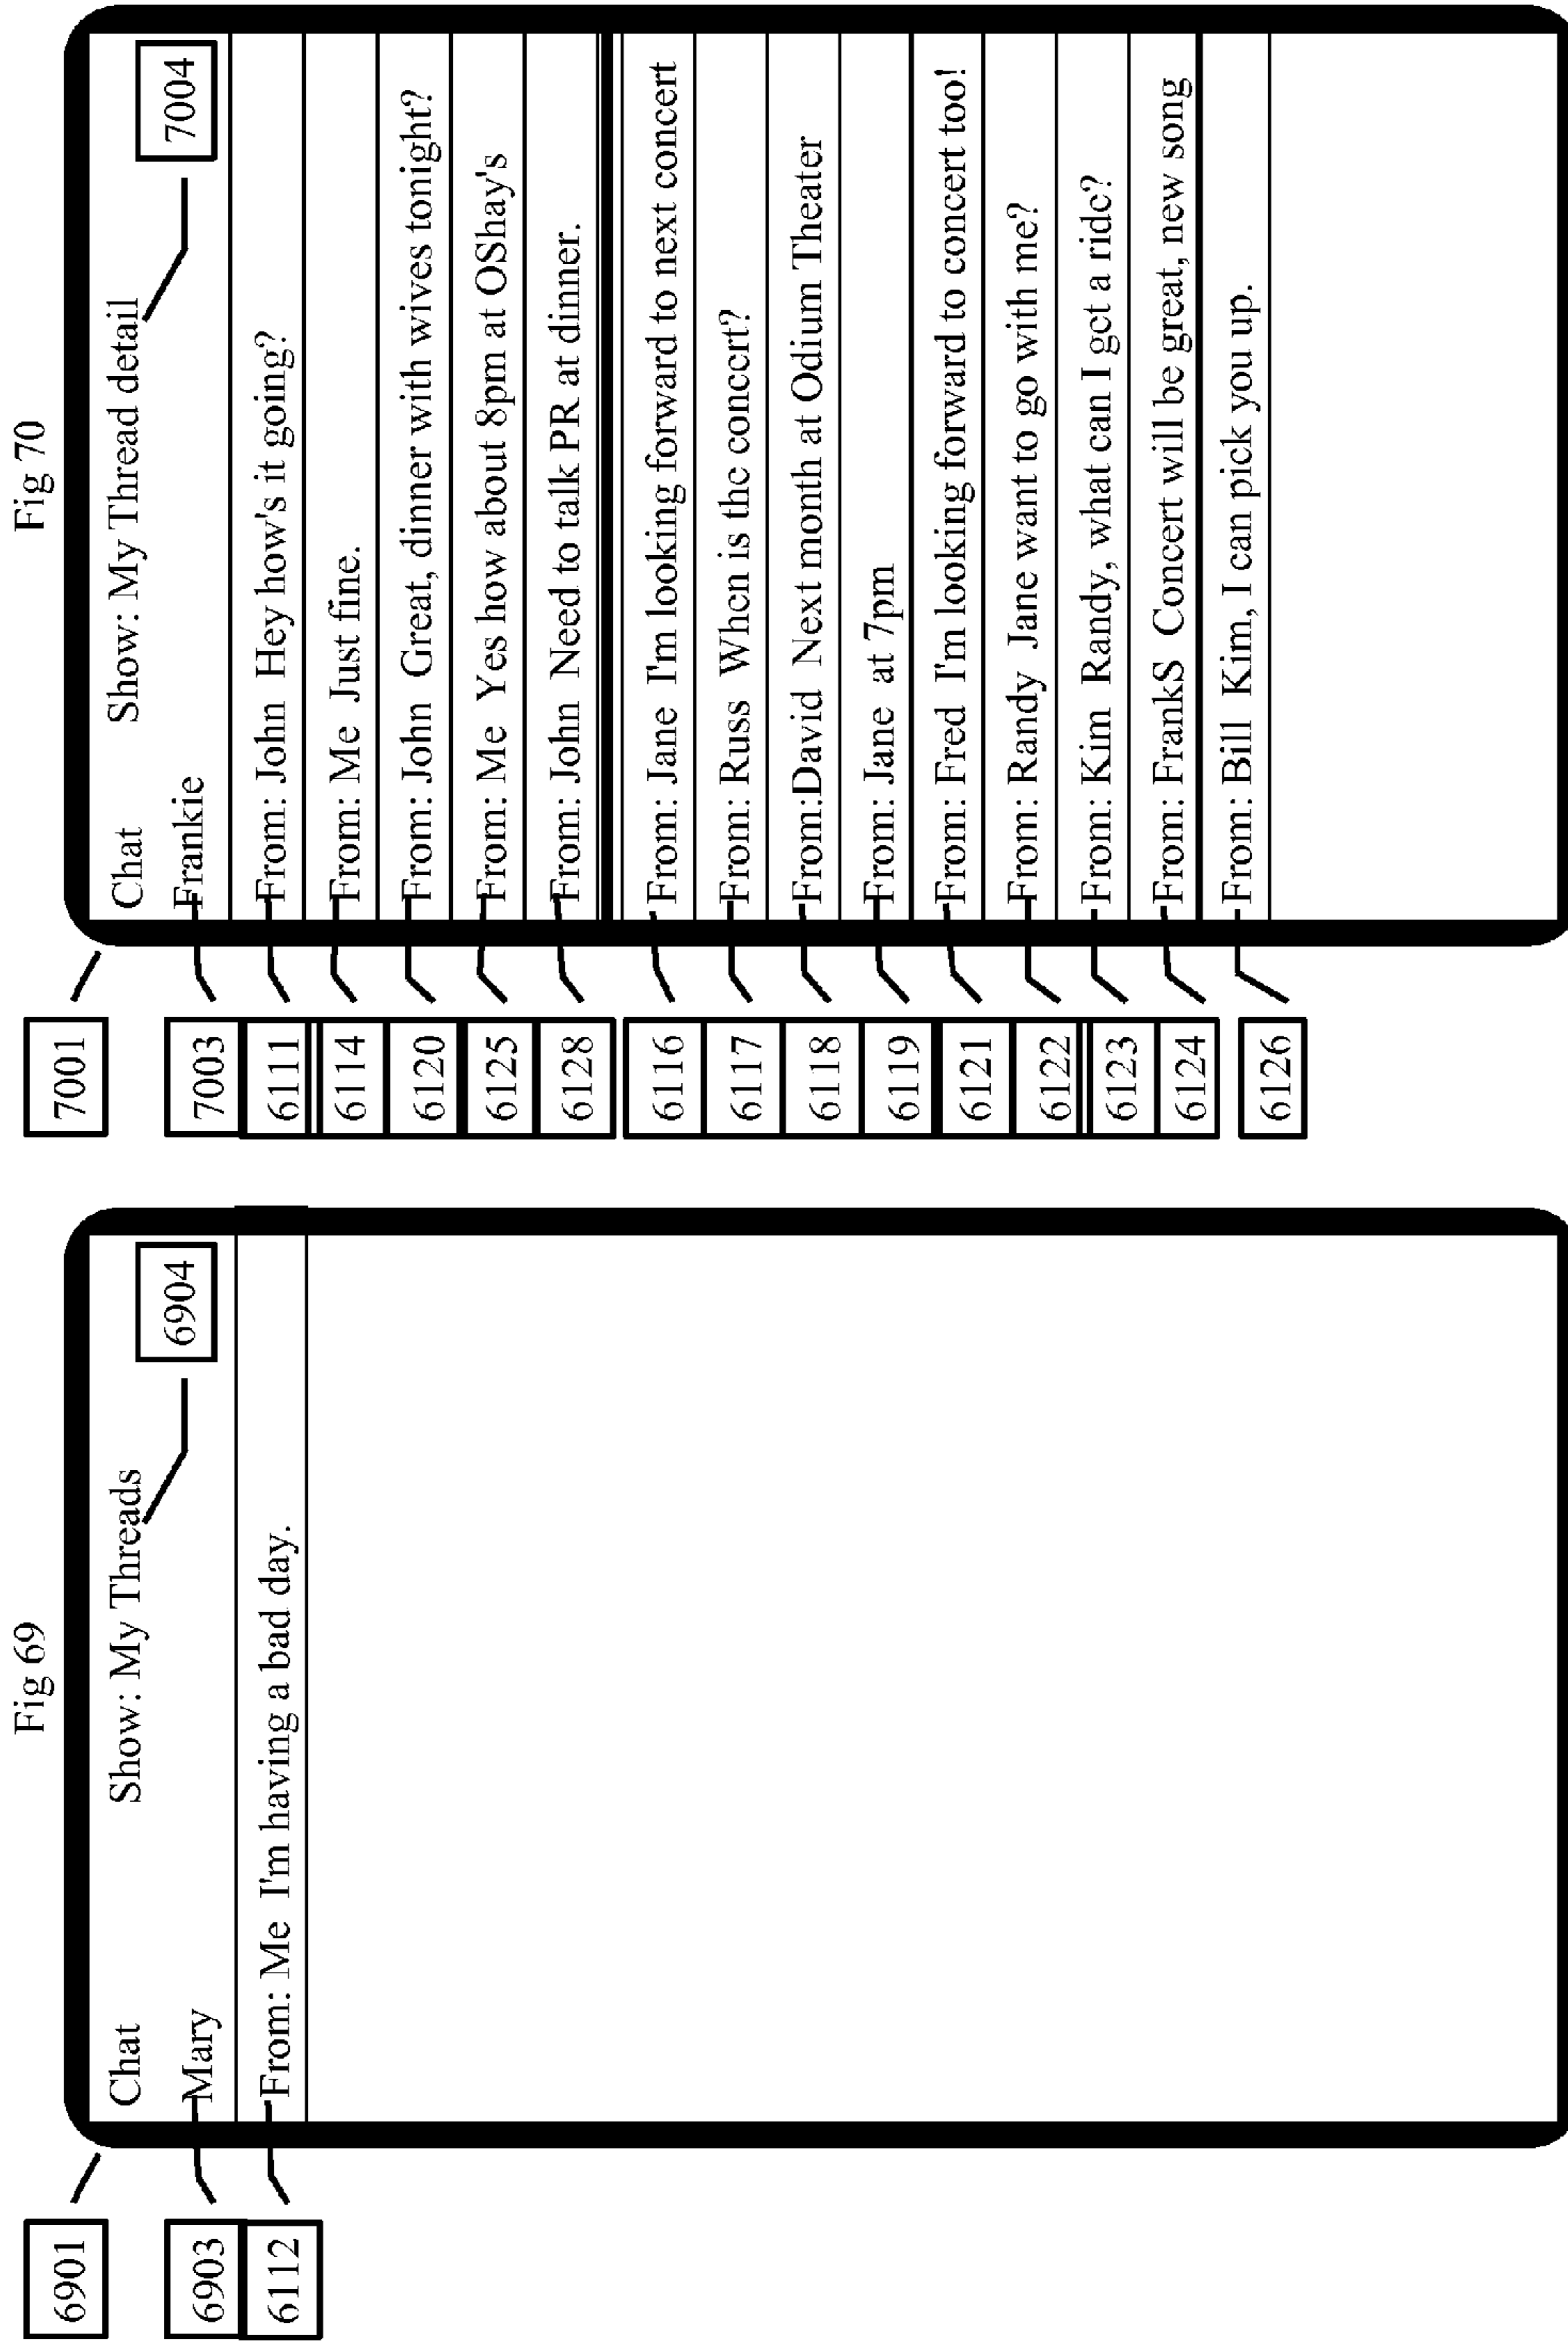 Fig 69
6901
Chat Show: My Threads
6904
6903
Mary
6112
From: Me I'm having a bad day.
Fig 70
7001
Chat Show: My Thread detail
7004
7003
Frankie
6111
From: John Hey how's it going?
6114
From: Me Just fine.
6120
From: John Great, dinner with wives tonight?
6125
From: Me Yes how about 8pm at OShay's
6128
From: John Need to talk PR at dinner.
6116
From: Jane I'm looking forward to next concert
6117
From: Russ When is the concert?
6118
From:David Next month at Odium Theater
6119
From: Jane at 7pm
6121
From: Fred I'm looking forward to concert too!
6122
From: Randy Jane want to go with me?
6123
From: Kim Randy, what can I get a ride?
6124
From: FrankS Concert will be great, new song
6126
From: Bill Kim, I can pick you up.